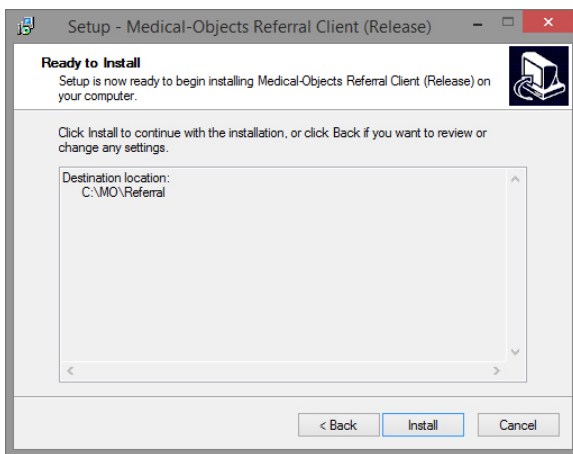 Setup - Medical-Objects Referral Client (Release)
Ready to Install
Setup is now ready to begin installing Medical-Objects Referral Client (Release) on
your computer.
Click Install to continue with the installation, or click Back if you want to review or
change any settings.
Destination location:
C:\MO\Referral
< Back
Install
Cancel